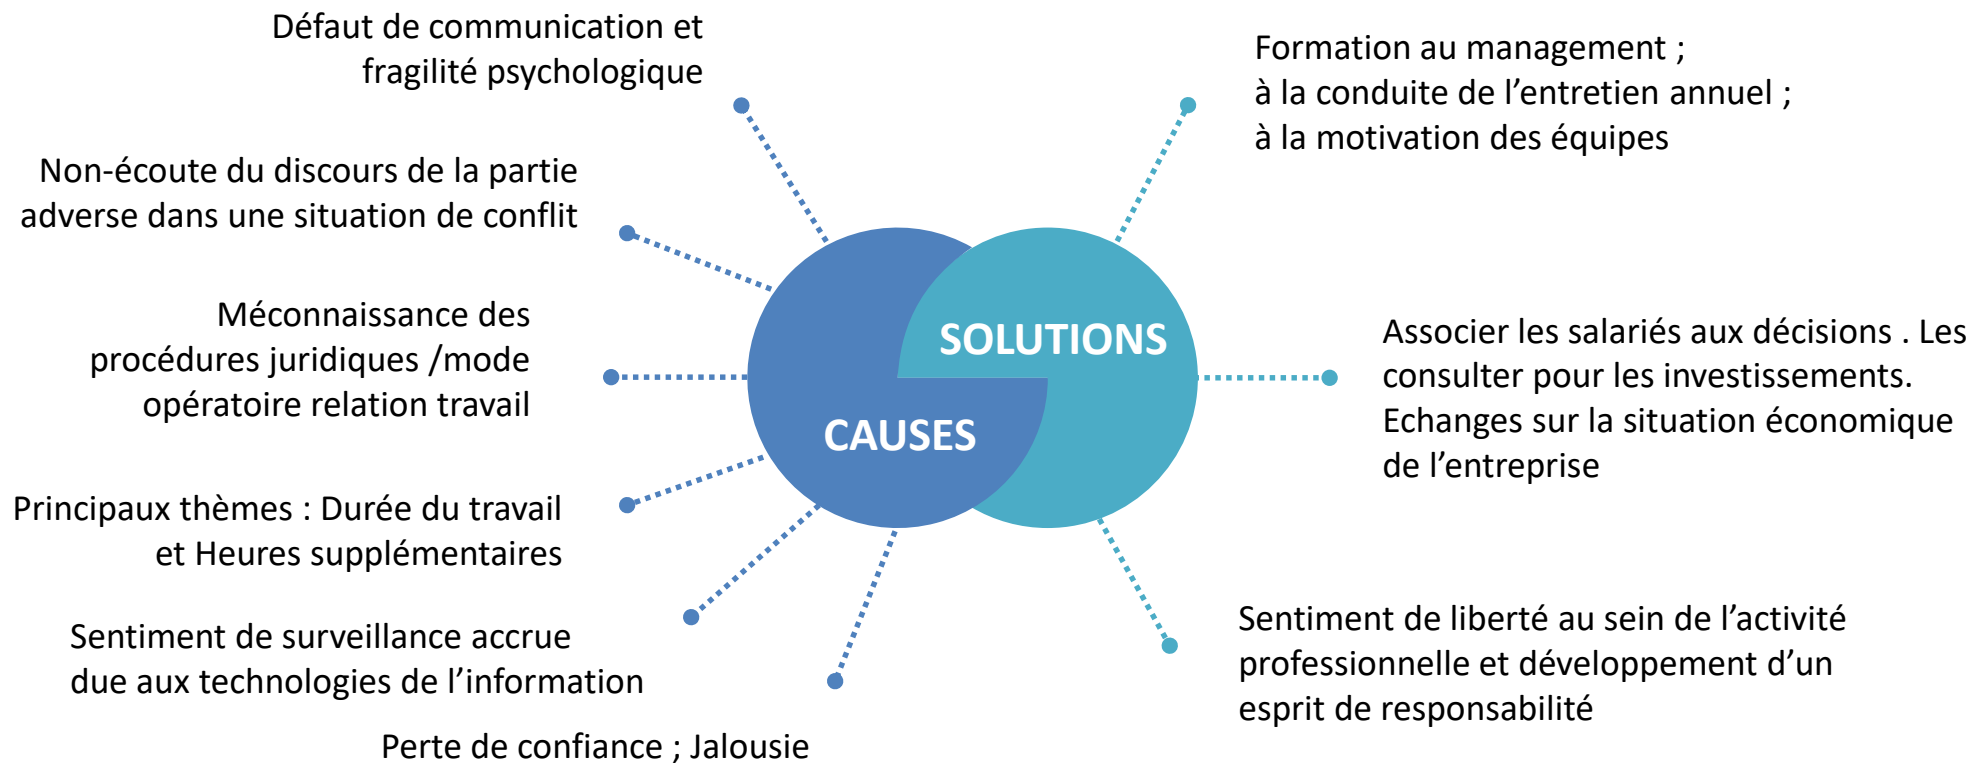 Défaut de communication et
fragilité psychologique
Non-écoute du discours de la partie
adverse dans une situation de conflit
Méconnaissance des
procédures juridiques /mode
opératoire relation travail
Principaux thèmes : Durée du travail
et Heures supplémentaires
Sentiment de surveillance accrue
due aux technologies de l’information
Perte de confiance ; Jalousie
CAUSES
SOLUTIONS
Formation au management ;
à la conduite de l’entretien annuel ;
à la motivation des équipes
Associer les salariés aux décisions . Les
consulter pour les investissements.
Echanges sur la situation économique
de l’entreprise
Sentiment de liberté au sein de l’activité
professionnelle et développement d’un
esprit de responsabilité